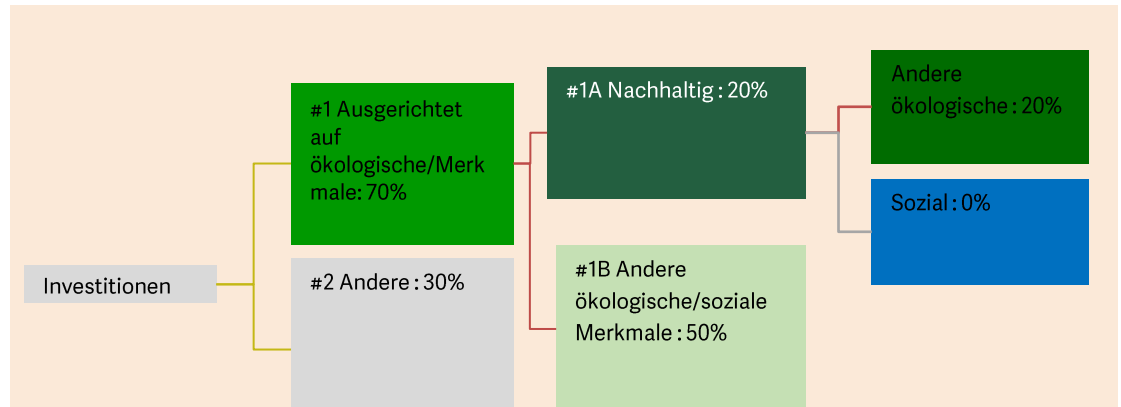 Investitionen
#1 Ausgerichtet
auf
ökologische/Merk
male: 70%
#2 Andere : 30%
#1A Nachhaltig : 20%
#1B Andere
ökologische/soziale
Merkmale : 50%
Andere
ökologische : 20%
Sozial : 0%